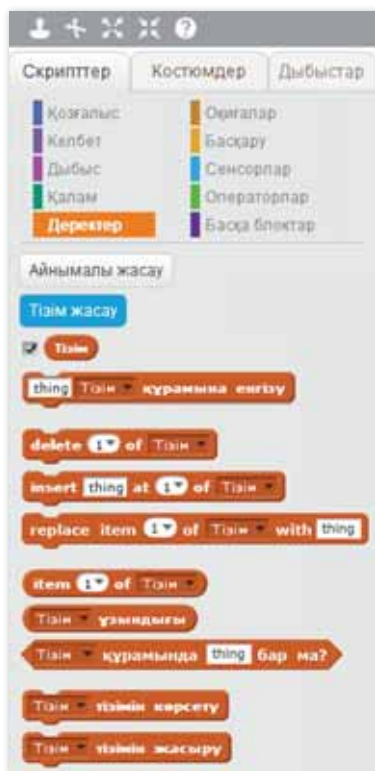 Скрипттер Костюмдер Дыбыстар
Қозғалыс Оқиғалар
Келбет Басқару
Дыбыс Сенсорлар
Қалам Операторлар
Деректер Басқа блоктар
Айнымалы жасау
Тізім жасау
Тізім
thing Тізім құрамына енгізу
delete 1 of Тізім
insert thing at 1 of Тізім
replace item 1 of Тізім with thing
item 1 of Тізім
Тізім ұзындығы
Тізім құрамында thing бар ма?
Тізім тізімін көрсету
Тізім тізімін жасыру